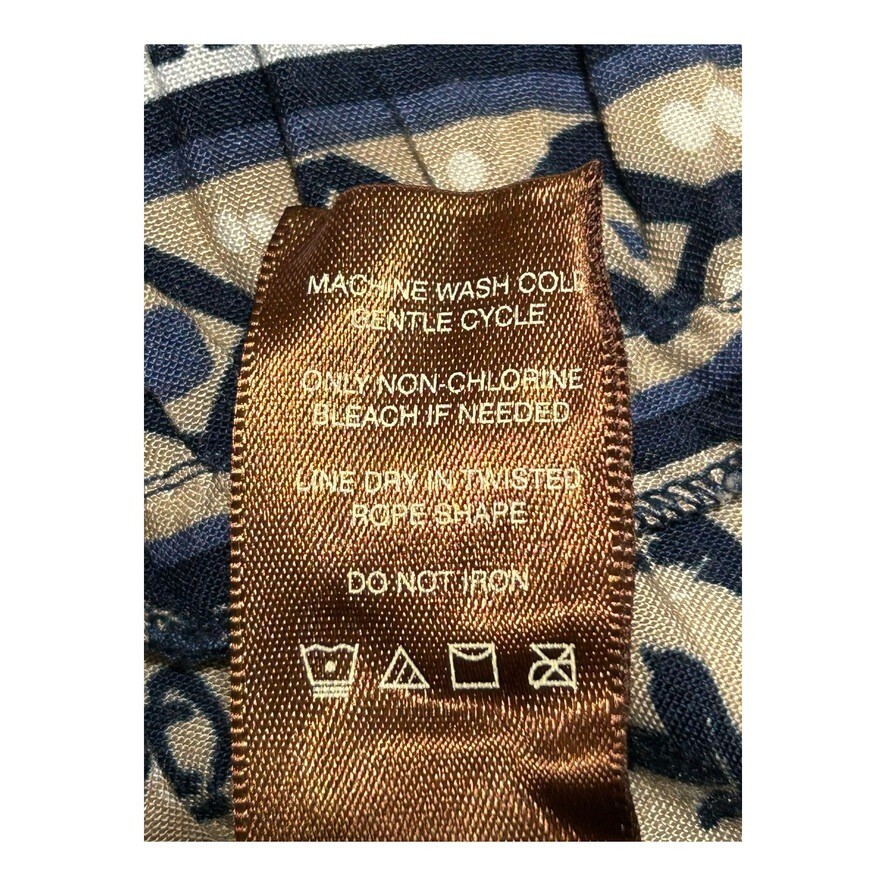 MACHINE WASH COLD
GENTLE CYCLE
ONLY NON-CHLORINE
BLEACH IF NEEDED
LINE DRY IN TWISTED
ROPE SHAPE
DO NOT IRON